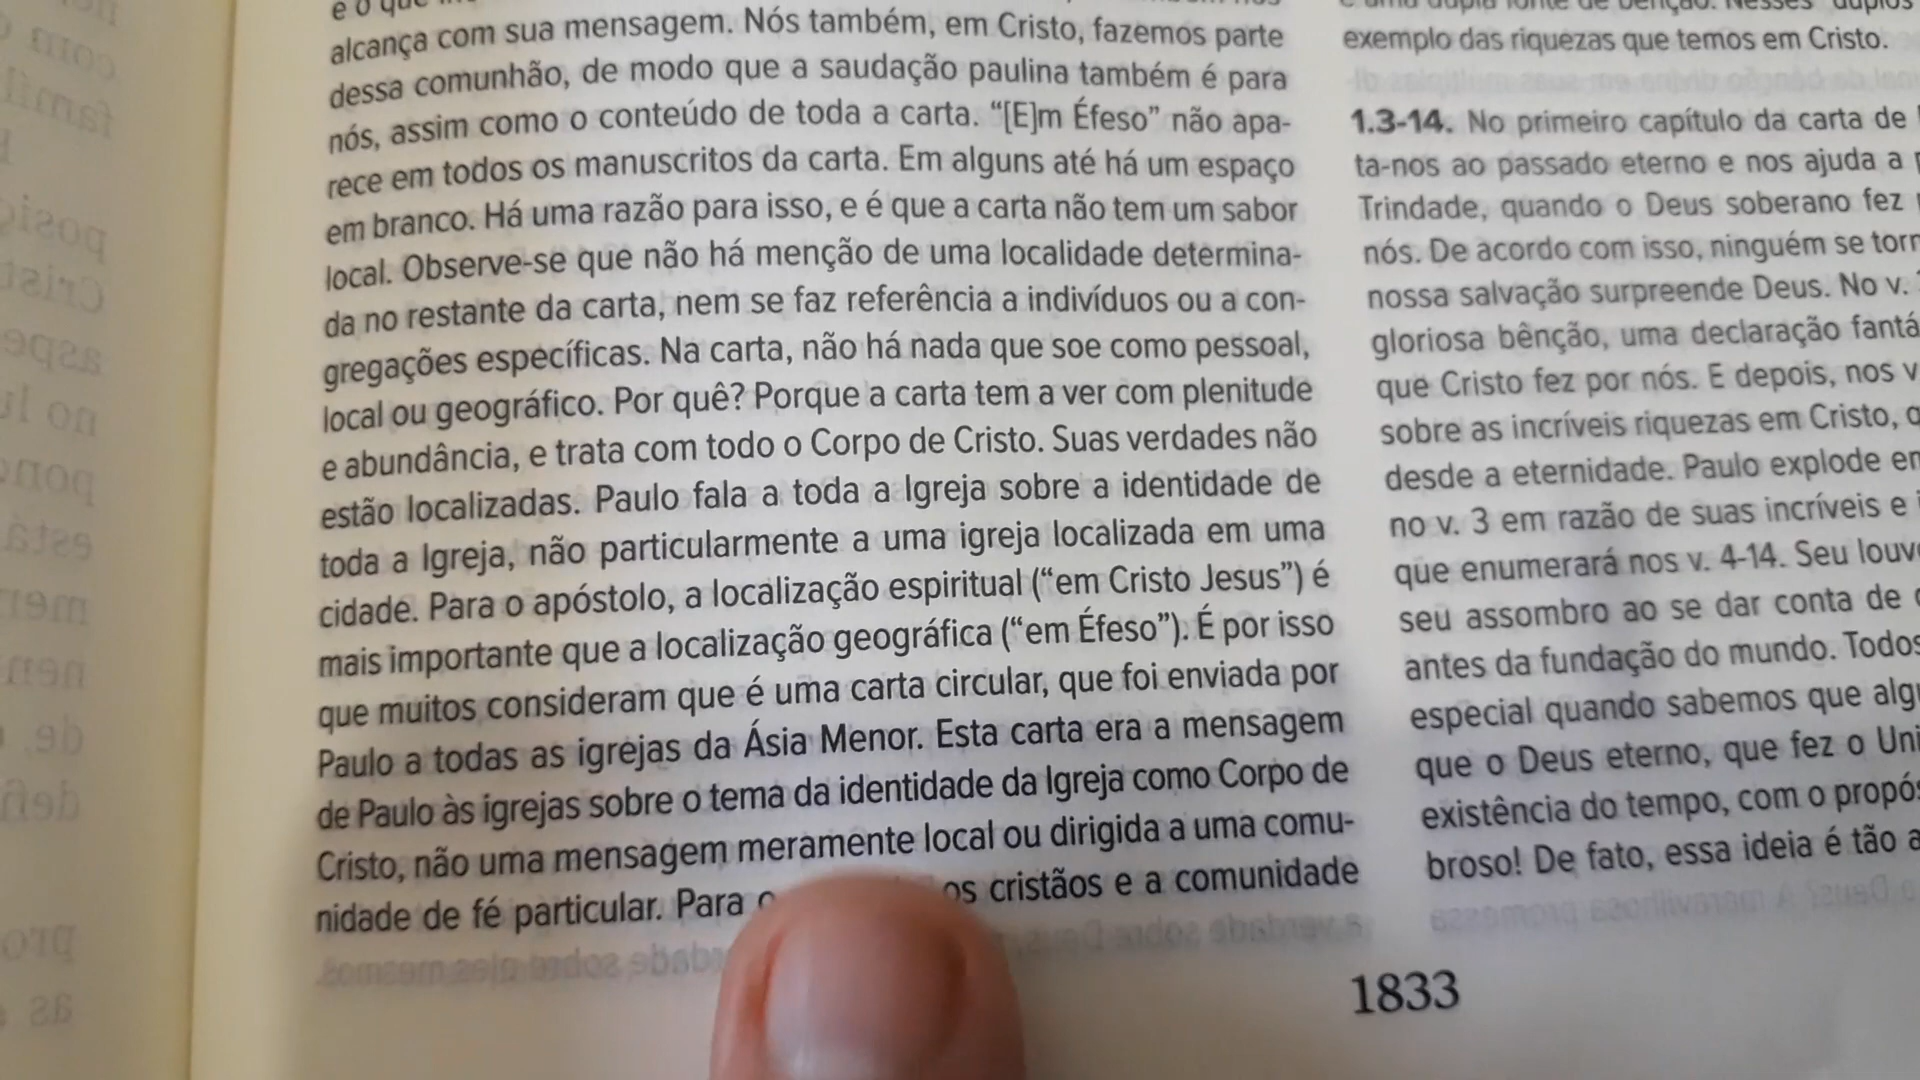 alcança com sua mensagem. Nós também, em Cristo, fazemos parte
dessa comunhão, de modo que a saudação paulina também é para
nós, assim como o conteúdo de toda a carta. “[E]m Éfeso” não apa-
rece em todos os manuscritos da carta. Em alguns até há um espaço
em branco. Há uma razão para isso, e é que a carta não tem um sabor
local. Observe-se que não há menção de uma localidade determina-
da no restante da carta, nem se faz referência a indivíduos ou a con-
gregações específicas. Na carta, não há nada que soe como pessoal,
local ou geográfico. Por quê? Porque a carta tem a ver com plenitude
e abundância, e trata com todo o Corpo de Cristo. Suas verdades não
estão localizadas. Paulo fala a toda a Igreja sobre a identidade de
toda a Igreja, não particularmente a uma igreja localizada em uma
cidade. Para o apóstolo, a localização espiritual (“em Cristo Jesus”) é
mais importante que a localização geográfica (“em Éfeso”). É por isso
que muitos consideram que é uma carta circular, que foi enviada por
Paulo a todas as igrejas da Ásia Menor. Esta carta era a mensagem
de Paulo às igrejas sobre o tema da identidade da Igreja como Corpo de
Cristo, não uma mensagem meramente local ou dirigida a uma comu-
nidade de fé particular. Para os cristãos e a comunidade
exemplo das riquezas que temos em Cristo.
1.3-14. No primeiro capítulo da carta de
ta-nos ao passado eterno e nos ajuda a
Trindade, quando o Deus soberano fez
nós. De acordo com isso, ninguém se torn
nossa salvação surpreende Deus. No v.
gloriosa bênção, uma declaração fantá
que Cristo fez por nós. E depois, nos v
sobre as incríveis riquezas em Cristo,
desde a eternidade. Paulo explode em
no v. 3 em razão de suas incríveis e
que enumerará nos v. 4-14. Seu louv
seu assombro ao se dar conta de
antes da fundação do mundo. Todos
especial quando sabemos que algu
que o Deus eterno, que fez o Uni
existência do tempo, com o propós
broso! De fato, essa ideia é tão a
1833